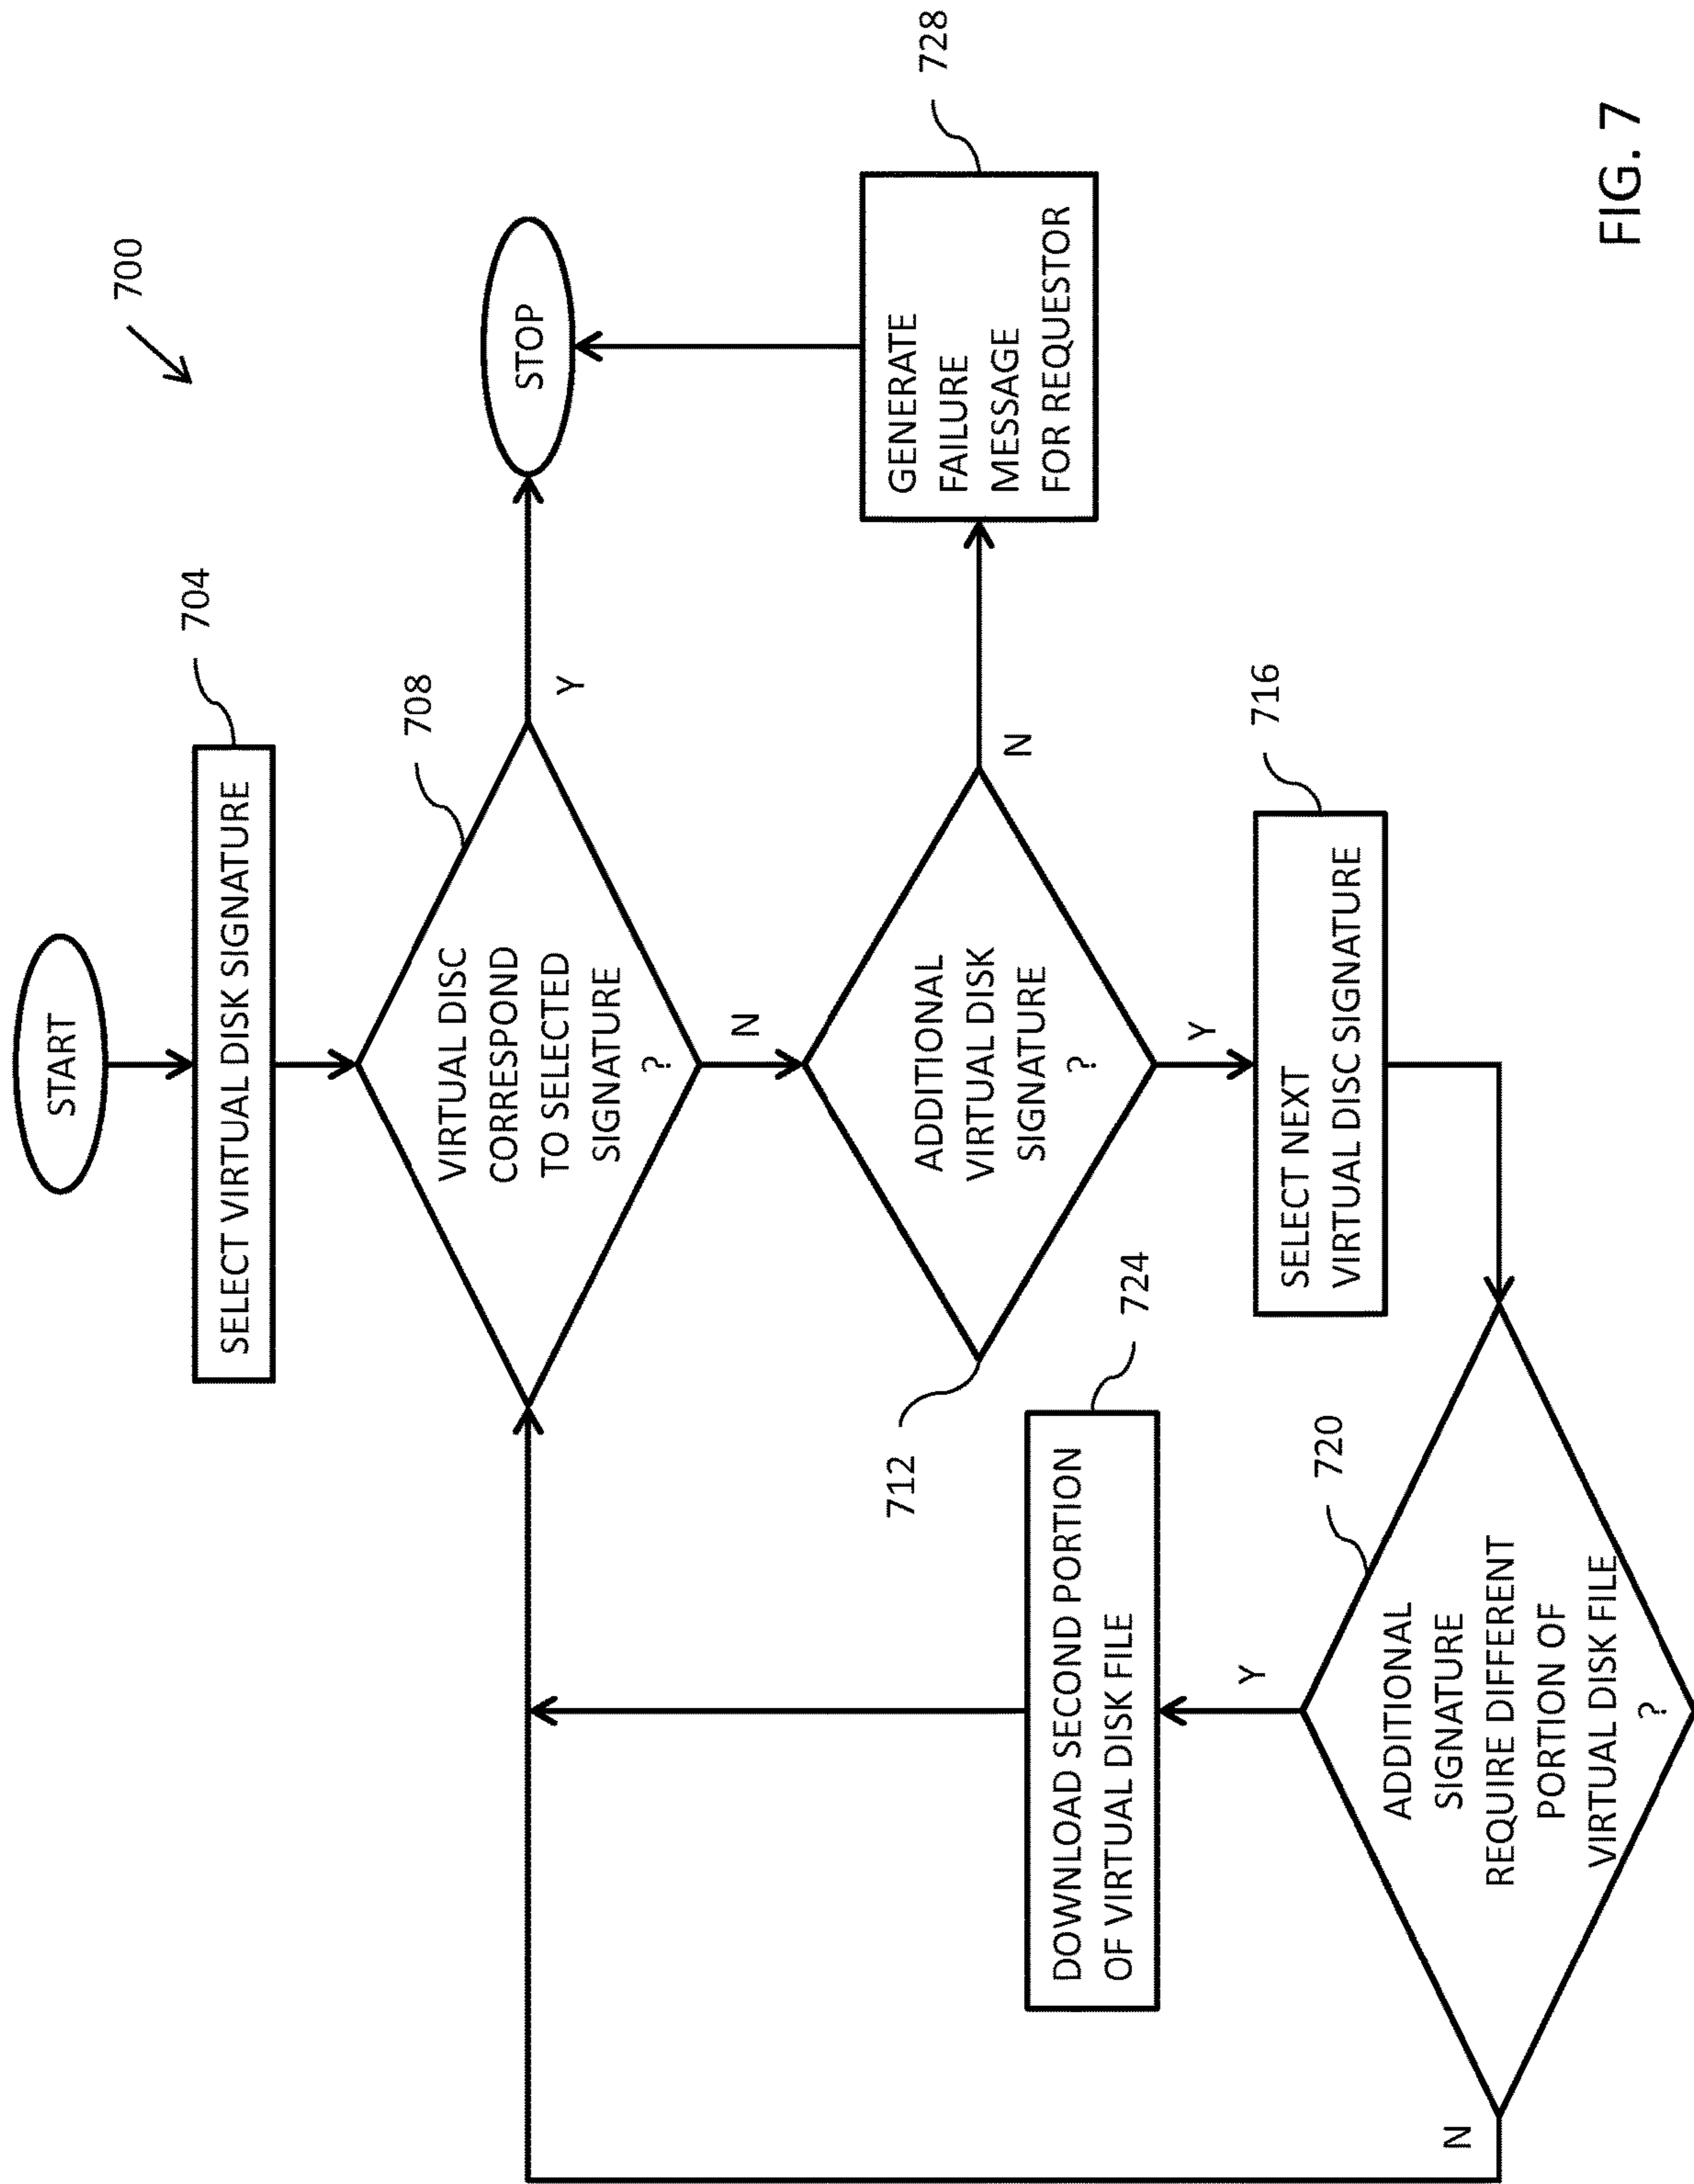 700
START
SELECT VIRTUAL DISK SIGNATURE
704
VIRTUAL DISC
CORRESPOND
TO SELECTED
SIGNATURE
?
708
Y
STOP
N
ADDITIONAL
VIRTUAL DISK
SIGNATURE
?
712
N
GENERATE
FAILURE
MESSAGE
FOR REQUESTOR
728
Y
SELECT NEXT
VIRTUAL DISC SIGNATURE
716
ADDITIONAL
SIGNATURE
REQUIRE DIFFERENT
PORTION OF
VIRTUAL DISK FILE
?
720
Y
DOWNLOAD SECOND PORTION
OF VIRTUAL DISK FILE
724
N
FIG. 7